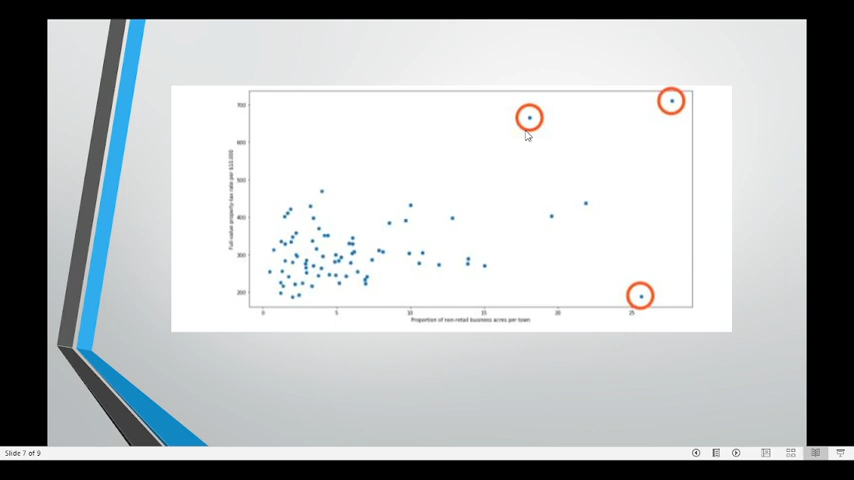 700
600
500
400
300
200
Full-value property-tax rate per $10,000
0 5 10 15 20 25
Proportion of non-retail business acres per town
Slide 7 of 9